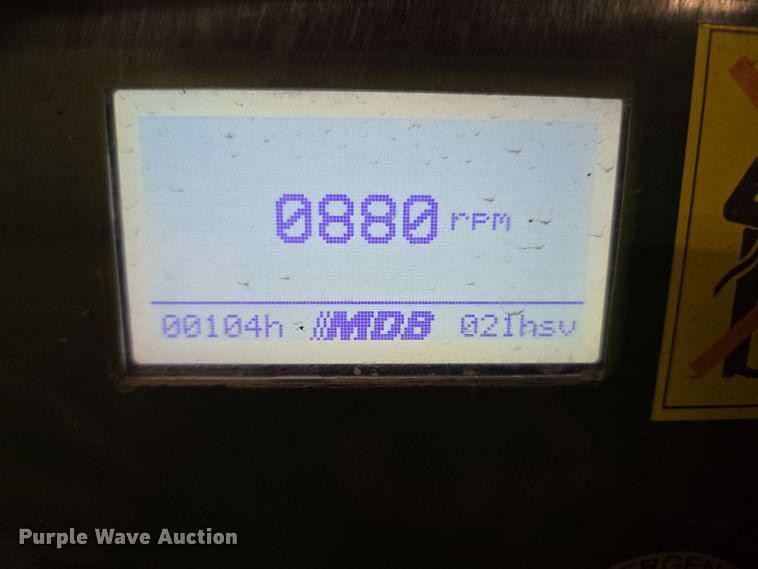 0880 rpm
00104h MDB 021hsv
Purple Wave Auction